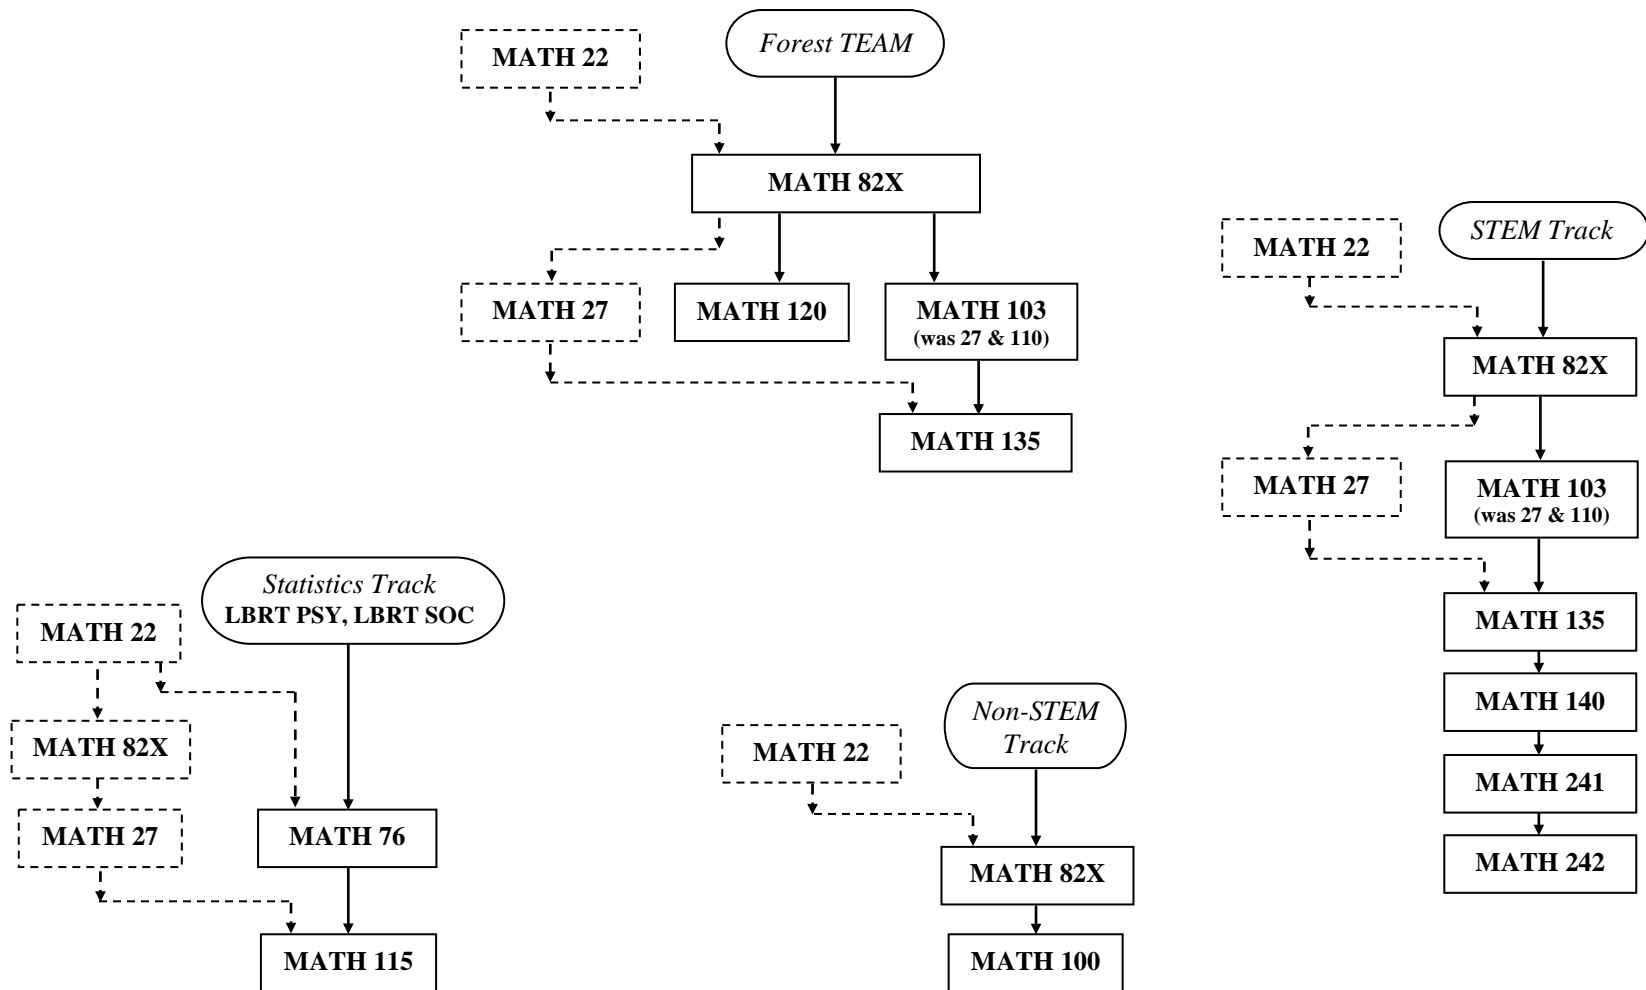 Forest TEAM
MATH 22
MATH 82X
MATH 27
MATH 120
MATH 103
(was 27 & 110)
MATH 135
STEM Track
MATH 22
MATH 82X
MATH 27
MATH 103
(was 27 & 110)
MATH 135
MATH 140
MATH 241
MATH 242
Statistics Track
LBRT PSY, LBRT SOC
MATH 22
MATH 82X
MATH 27
MATH 76
MATH 115
Non-STEM
Track
MATH 22
MATH 82X
MATH 100